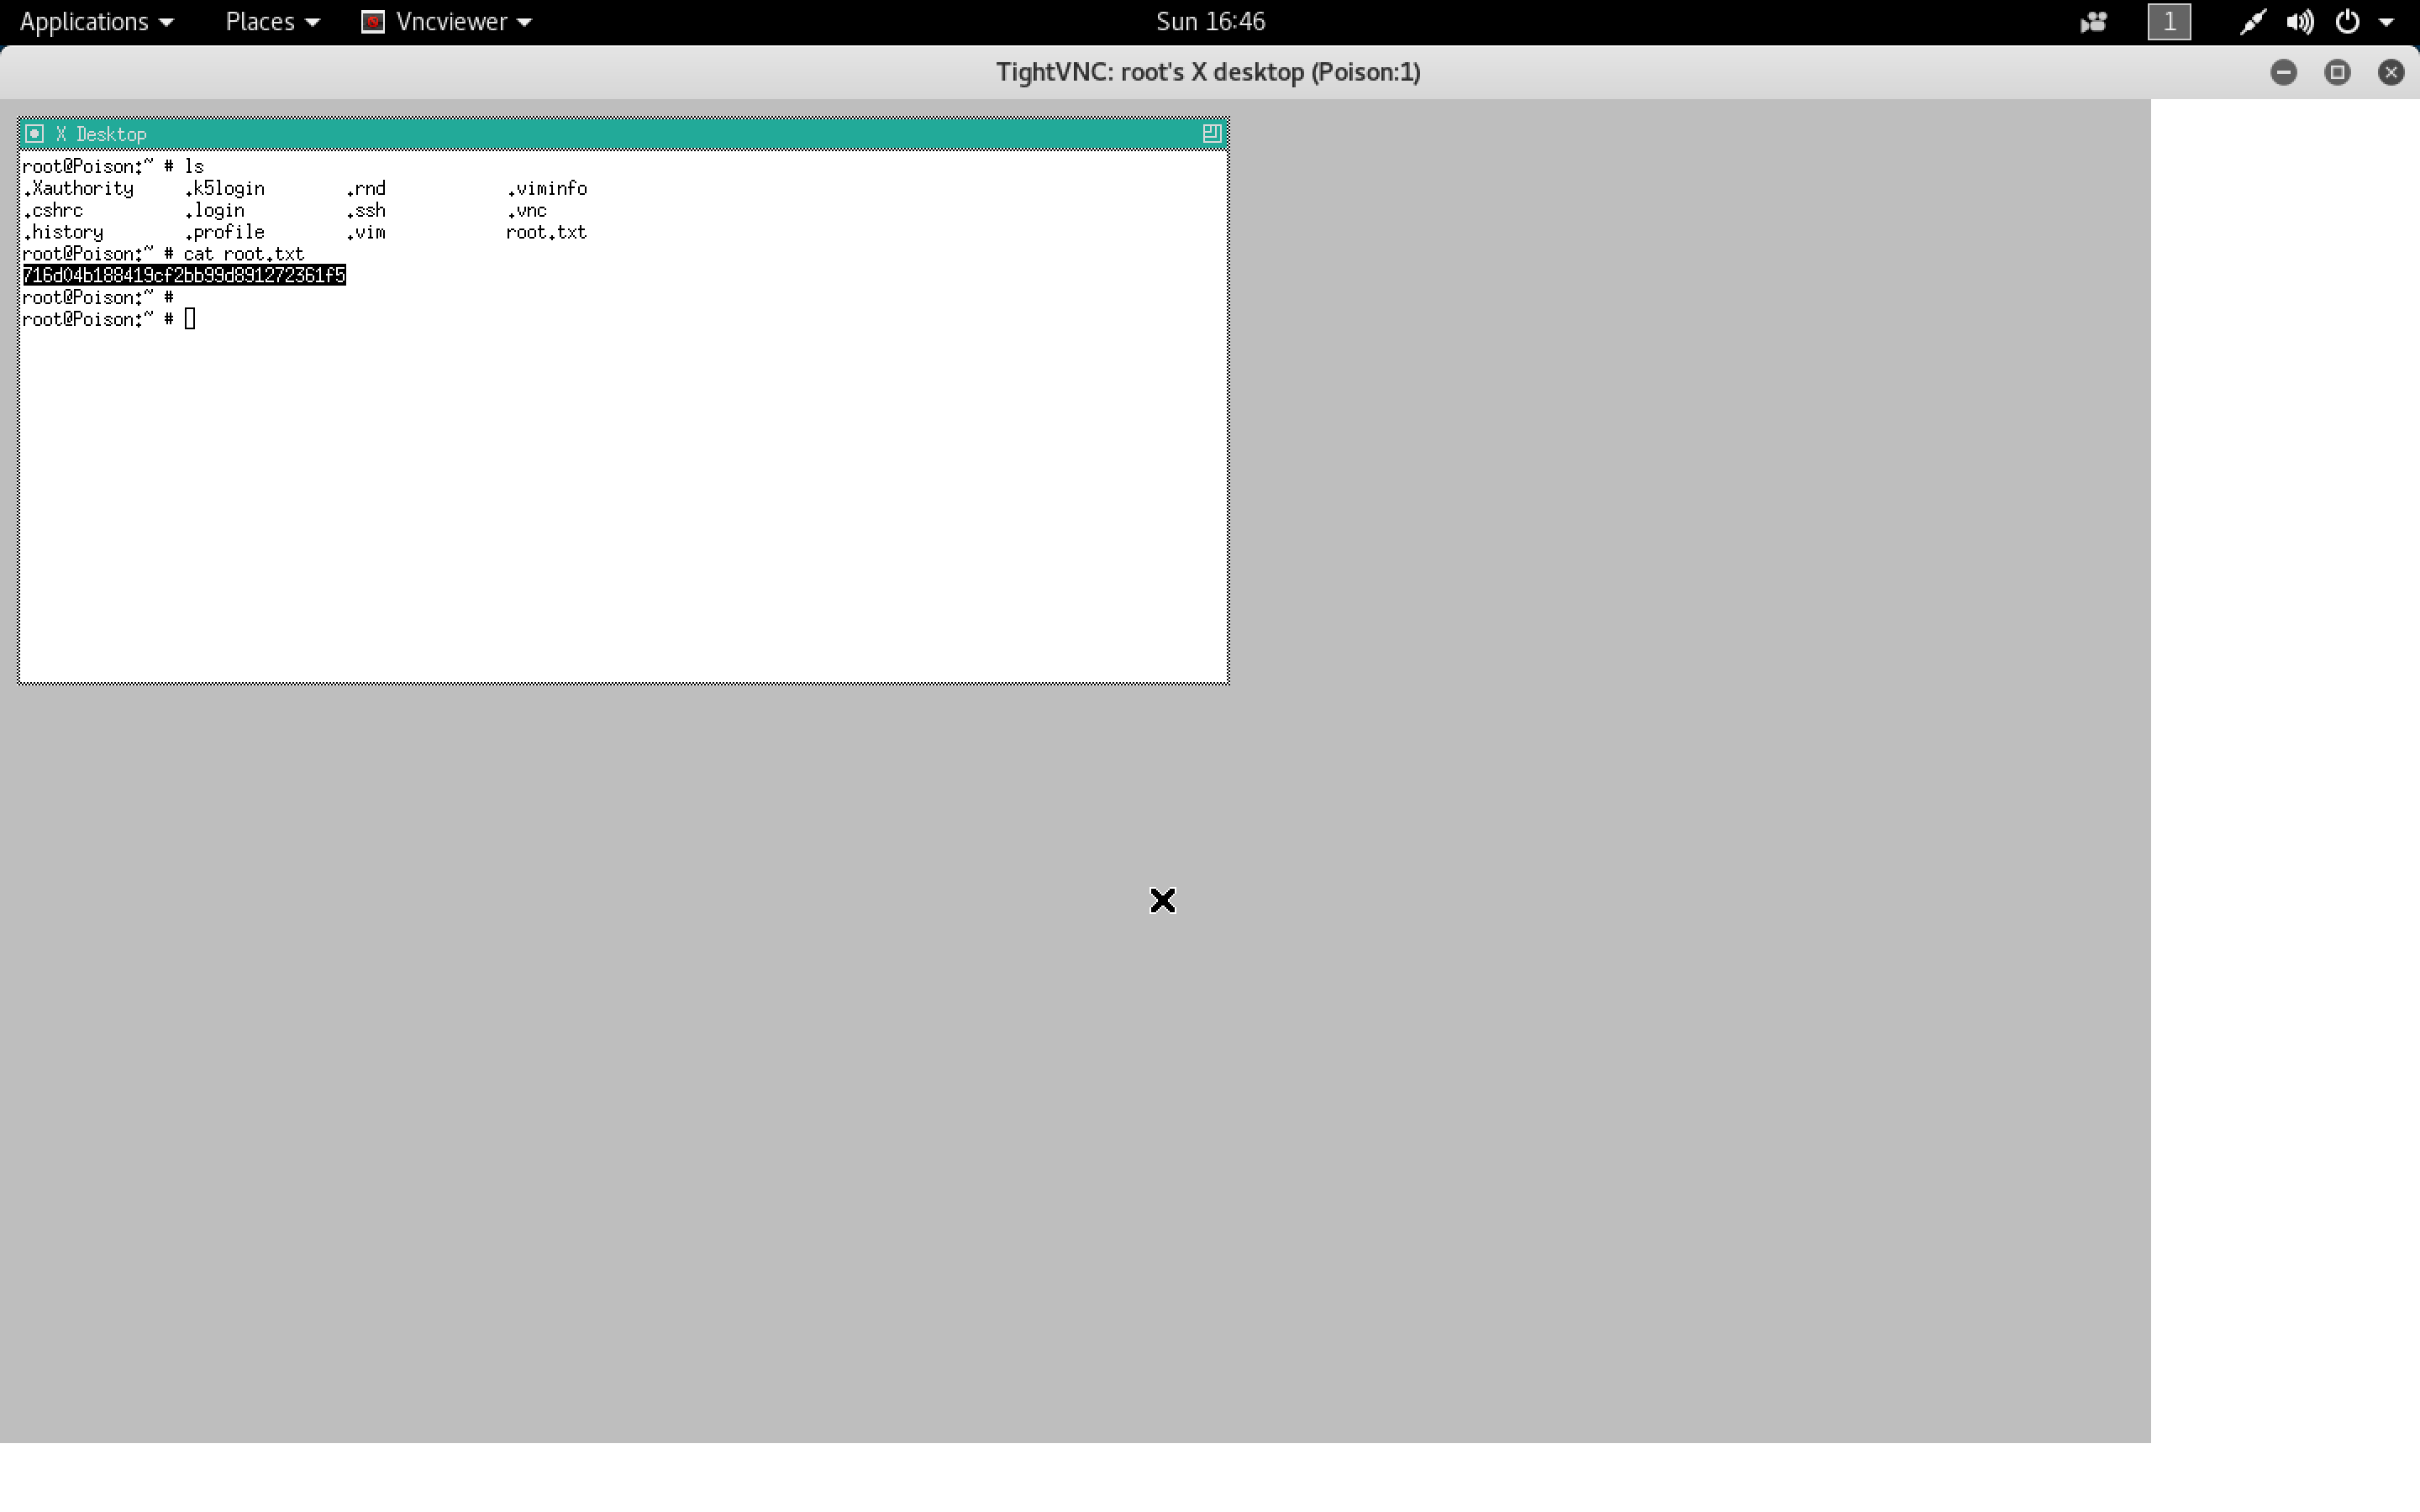 Applications Places Vncviewer Sun 16:46 1
TightVNC: root's X desktop (Poison:1)
X Desktop
root@Poison:~ # ls
.Xauthority .k5login .rnd .viminfo
.cshrc .login .ssh .vnc
.history .profile .vim root.txt
root@Poison:~ # cat root.txt
716d04b188419cf2bb99d891272361f5
root@Poison:~ #
root@Poison:~ #